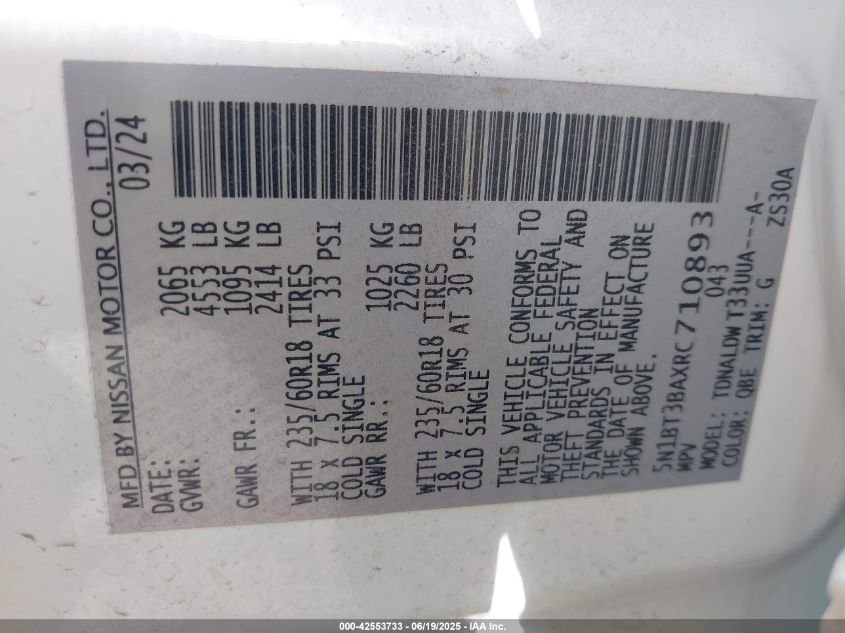 MFD BY NISSAN MOTOR CO., LTD.
DATE: 03/24
GVWR: 2065 KG
4553 LB
GAWR FR.: 1095 KG
2414 LB
WITH 235/60R18 TIRES
18 X 7.5 RIMS AT 33 PSI
COLD SINGLE
GAWR RR.: 1025 KG
2260 LB
WITH 235/60R18 TIRES
18 X 7.5 RIMS AT 30 PSI
COLD SINGLE
THIS VEHICLE CONFORMS TO
ALL APPLICABLE FEDERAL
MOTOR VEHICLE SAFETY AND
THEFT PREVENTION
STANDARDS IN EFFECT ON
THE DATE OF MANUFACTURE
SHOWN ABOVE.
5N1BT3BAXRC710893
MPV 043
MODEL: TDNALDW T33UUA---A-
COLOR: QBE TRIM: G ZS30A
000-42553733 - 06/19/2025 - IAA Inc.